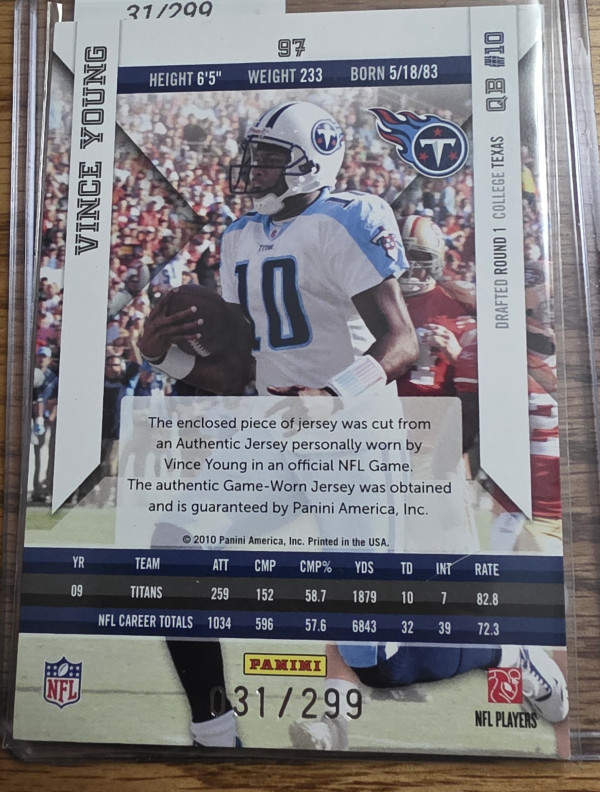 31/299
97
HEIGHT 6'5" WEIGHT 233 BORN 5/18/83
VINCE YOUNG
QB #10
DRAFTED ROUND 1 COLLEGE TEXAS
T
TITANS
10
The enclosed piece of jersey was cut from
an Authentic Jersey personally worn by
Vince Young in an official NFL Game.
The authentic Game-Worn Jersey was obtained
and is guaranteed by Panini America, Inc.
© 2010 Panini America, Inc. Printed in the USA.
YR TEAM ATT CMP CMP% YDS TD INT RATE
09 TITANS 259 152 58.7 1879 10 7 82.8
NFL CAREER TOTALS 1034 596 57.6 6843 32 39 72.3
PANINI
NFL
031/299
NFL PLAYERS